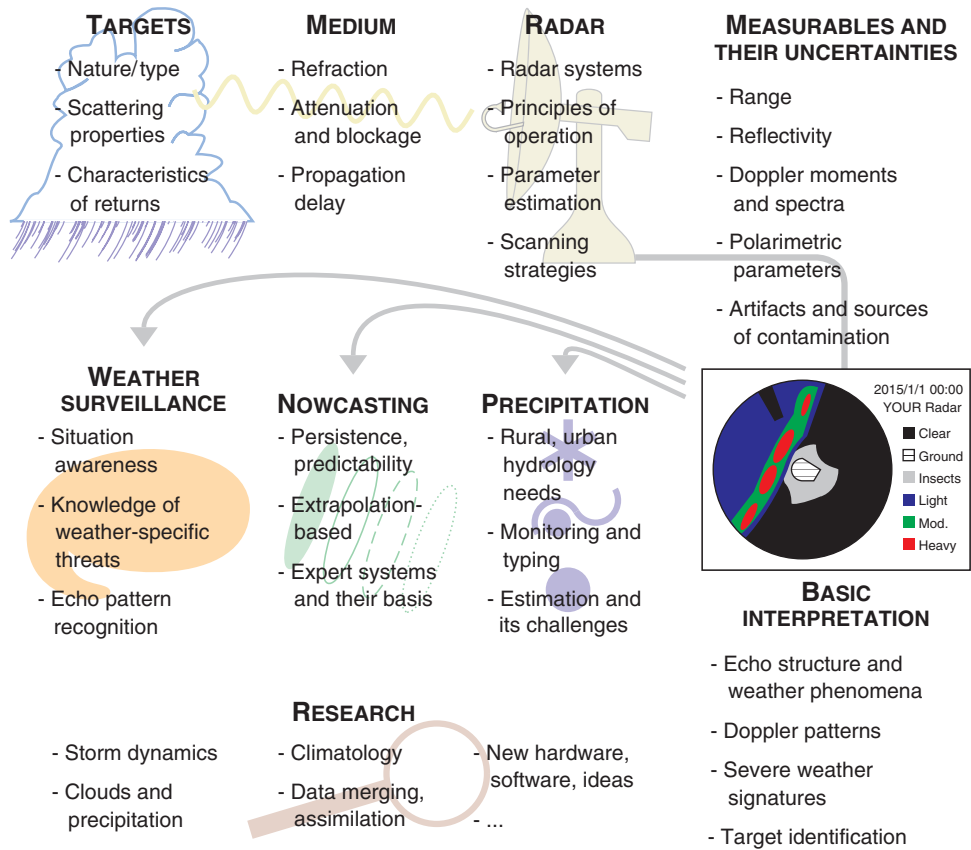 TARGETS
- Nature/type
- Scattering
properties
- Characteristics
of returns
MEDIUM
- Refraction
- Attenuation
and blockage
- Propagation
delay
RADAR
- Radar systems
- Principles of
operation
- Parameter
estimation
- Scanning
strategies
MEASURABLES AND
THEIR UNCERTAINTIES
- Range
- Reflectivity
- Doppler moments
and spectra
- Polarimetric
parameters
- Artifacts and sources
of contamination
WEATHER
SURVEILLANCE
- Situation
awareness
- Knowledge of
weather-specific
threats
- Echo pattern
recognition
NOWCASTING
- Persistence,
predictability
- Extrapolation-
based
- Expert systems
and their basis
PRECIPITATION
- Rural, urban
hydrology
needs
- Monitoring and
typing
- Estimation and
its challenges
2015/1/1 00:00
YOUR Radar
Clear
Ground
Insects
Light
Mod.
Heavy
BASIC
INTERPRETATION
- Echo structure and
weather phenomena
- Doppler patterns
- Severe weather
signatures
- Target identification
RESEARCH
- Storm dynamics
- Clouds and
precipitation
- Climatology
- Data merging,
assimilation
- New hardware,
software, ideas
- ...